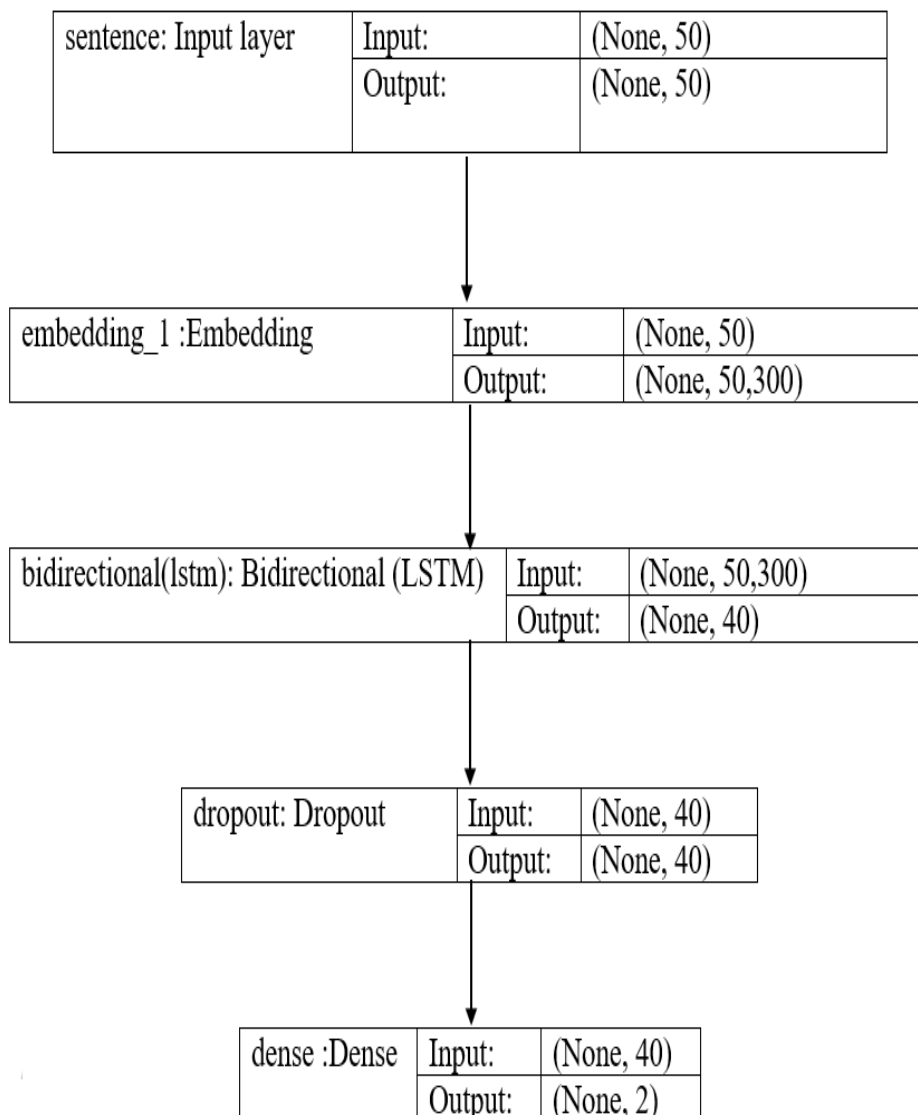 sentence: Input layer Input: (None, 50)
Output: (None, 50)
embedding_1 :Embedding Input: (None, 50)
Output: (None, 50,300)
bidirectional(lstm): Bidirectional (LSTM) Input: (None, 50,300)
Output: (None, 40)
dropout: Dropout Input: (None, 40)
Output: (None, 40)
dense :Dense Input: (None, 40)
Output: (None, 2)